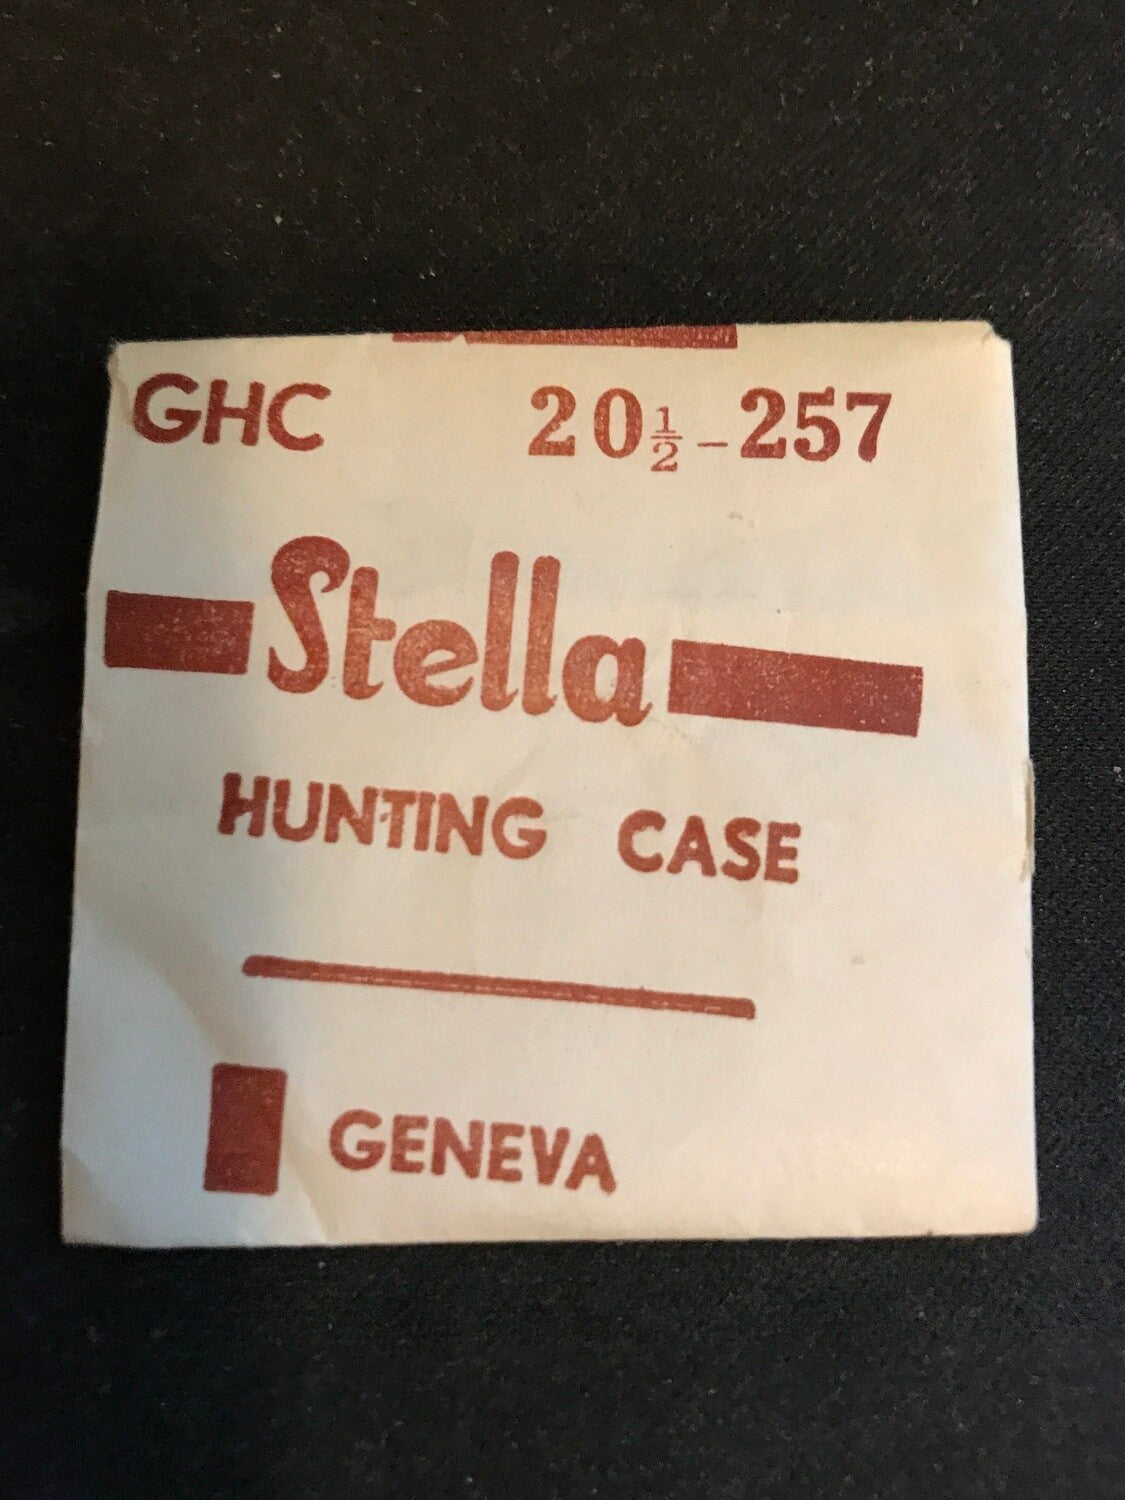 GHC 20½-257
Stella
HUNTING CASE
GENEVA